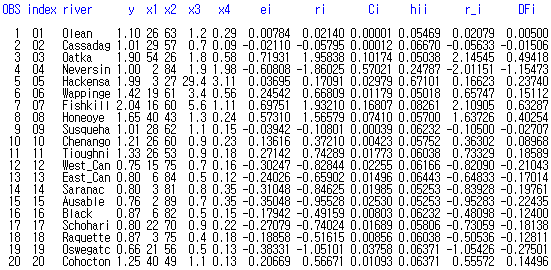 OBS index river y x1 x2 x3 x4 ei ri Ci hii r_i DFi
1 01 Olean 1.10 26 63 1.2 0.29 0.00784 0.02140 0.00001 0.05469 0.02079 0.00500
2 02 Cassadag 1.01 29 57 0.7 0.09 -0.02110 -0.05795 0.00012 0.06670 -0.05633 -0.01506
3 03 Oatka 1.90 54 26 1.8 0.58 0.71931 1.95838 0.10174 0.05038 2.14545 0.49418
4 04 Neversin 1.00 2 84 1.9 1.98 -0.60808 -1.86025 0.57021 0.24787 -2.01151 -1.15473
5 05 Hackensa 1.99 3 27 29.4 3.11 0.03695 0.17091 0.02979 0.67101 0.16623 0.23740
6 06 Wappinge 1.42 19 61 3.4 0.56 0.24542 0.66809 0.01179 0.05018 0.65747 0.15112
7 07 Fishkill 2.04 16 60 5.6 1.11 0.69751 1.93210 0.16807 0.08261 2.10905 0.63287
8 08 Honeoye 1.65 40 43 1.3 0.24 0.57310 1.56579 0.07410 0.05700 1.63726 0.40254
9 09 Susqueha 1.01 28 62 1.1 0.15 -0.03942 -0.10801 0.00039 0.06232 -0.10500 -0.02707
10 10 Chenango 1.21 26 60 0.9 0.23 0.13616 0.37210 0.00423 0.05752 0.36302 0.08968
11 11 Tioughni 1.33 26 53 0.9 0.18 0.27142 0.74289 0.01773 0.06038 0.73329 0.18589
12 12 West_Can 0.75 15 75 0.7 0.16 -0.30247 -0.82844 0.02255 0.06166 -0.82090 -0.21043
13 13 East_Can 0.80 6 84 0.5 0.12 -0.24026 -0.65902 0.01496 0.06443 -0.64833 -0.17014
14 14 Saranac 0.80 3 81 0.8 0.35 -0.31048 -0.84625 0.01985 0.05253 -0.83928 -0.19761
15 15 Ausable 0.76 2 89 0.7 0.35 -0.35048 -0.95528 0.02530 0.05253 -0.95283 -0.22435
16 16 Black 0.87 6 82 0.5 0.15 -0.17942 -0.49159 0.00803 0.06232 -0.48098 -0.12400
17 17 Schohari 0.80 22 70 0.9 0.22 -0.27079 -0.74024 0.01689 0.05806 -0.73059 -0.18138
18 18 Raquette 0.87 3 75 0.4 0.18 -0.18858 -0.51615 0.00856 0.06038 -0.50536 -0.12811
19 19 Oswegatc 0.66 21 56 0.5 0.13 -0.38331 -1.05101 0.03758 0.06371 -1.05426 -0.27501
20 20 Cohocton 1.25 40 49 1.1 0.13 0.20669 0.56671 0.01093 0.06371 0.55572 0.14496